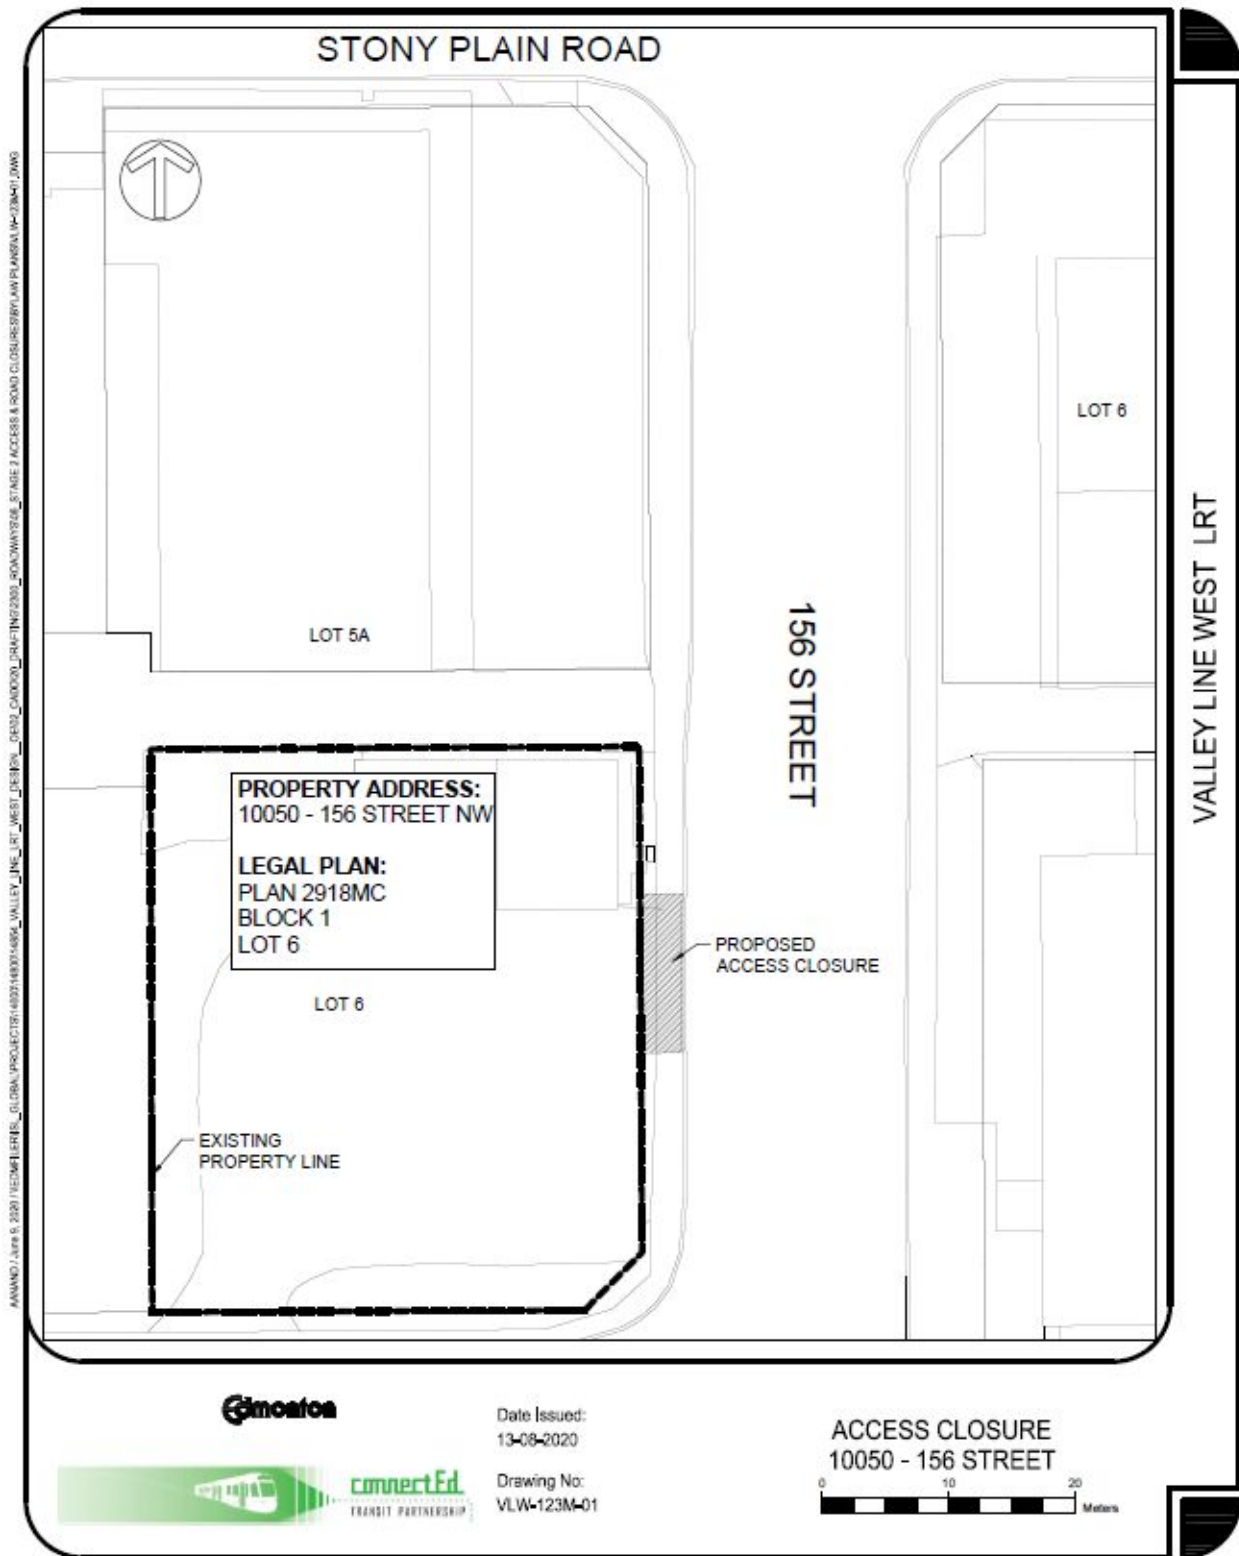 STONY PLAIN ROAD
LOT 6
LOT 5A
156 STREET
VALLEY LINE WEST LRT
PROPERTY ADDRESS:
10050 - 156 STREET NW
LEGAL PLAN:
PLAN 2918MC
BLOCK 1
LOT 6
PROPOSED
ACCESS CLOSURE
LOT 6
EXISTING
PROPERTY LINE
Edmonton
connectEd
TRANSIT PARTNERSHIP
Date Issued:
13-08-2020
Drawing No:
VLW-123M-01
ACCESS CLOSURE
10050 - 156 STREET
0 10 20
Meters